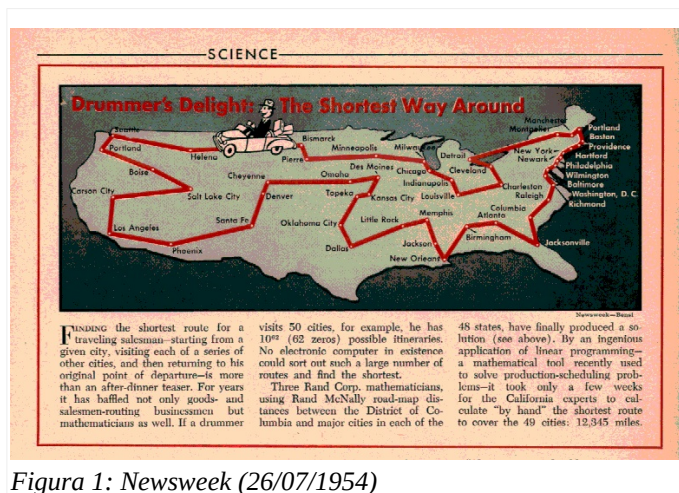 SCIENCE
Drummer's Delight: The Shortest Way Around
Seattle
Portland
Helena
Boise
Carson City
Salt Lake City
Los Angeles
Phoenix
Santa Fe
Denver
Cheyenne
Bismarck
Pierre
Minneapolis
Milwaukee
Des Moines
Omaha
Chicago
Indianapolis
Topeka
Kansas City
Louisville
Oklahoma City
Little Rock
Memphis
Dallas
Jackson
New Orleans
Birmingham
Atlanta
Columbia
Jacksonville
Raleigh
Charleston
Cleveland
Detroit
Manchester
Montpelier
Portland
Boston
Providence
New York
Hartford
Newark
Philadelphia
Wilmington
Baltimore
Washington, D. C.
Richmond
Newsweek—Bensl
FINDING the shortest route for a
traveling salesman—starting from a
given city, visiting each of a series of
other cities, and then returning to his
original point of departure—is more
than an after-dinner teaser. For years
it has baffled not only goods- and
salesmen-routing businessmen but
mathematicians as well. If a drummer
visits 50 cities, for example, he has
10⁶² (62 zeros) possible itineraries.
No electronic computer in existence
could sort out such a large number of
routes and find the shortest.
Three Rand Corp. mathematicians,
using Rand McNally road-map dis-
tances between the District of Co-
lumbia and major cities in each of the
48 states, have finally produced a so-
lution (see above). By an ingenious
application of linear programming—
a mathematical tool recently used
to solve production-scheduling prob-
lems—it took only a few weeks
for the California experts to cal-
culate "by hand" the shortest route
to cover the 49 cities: 12,345 miles.
Figura 1: Newsweek (26/07/1954)